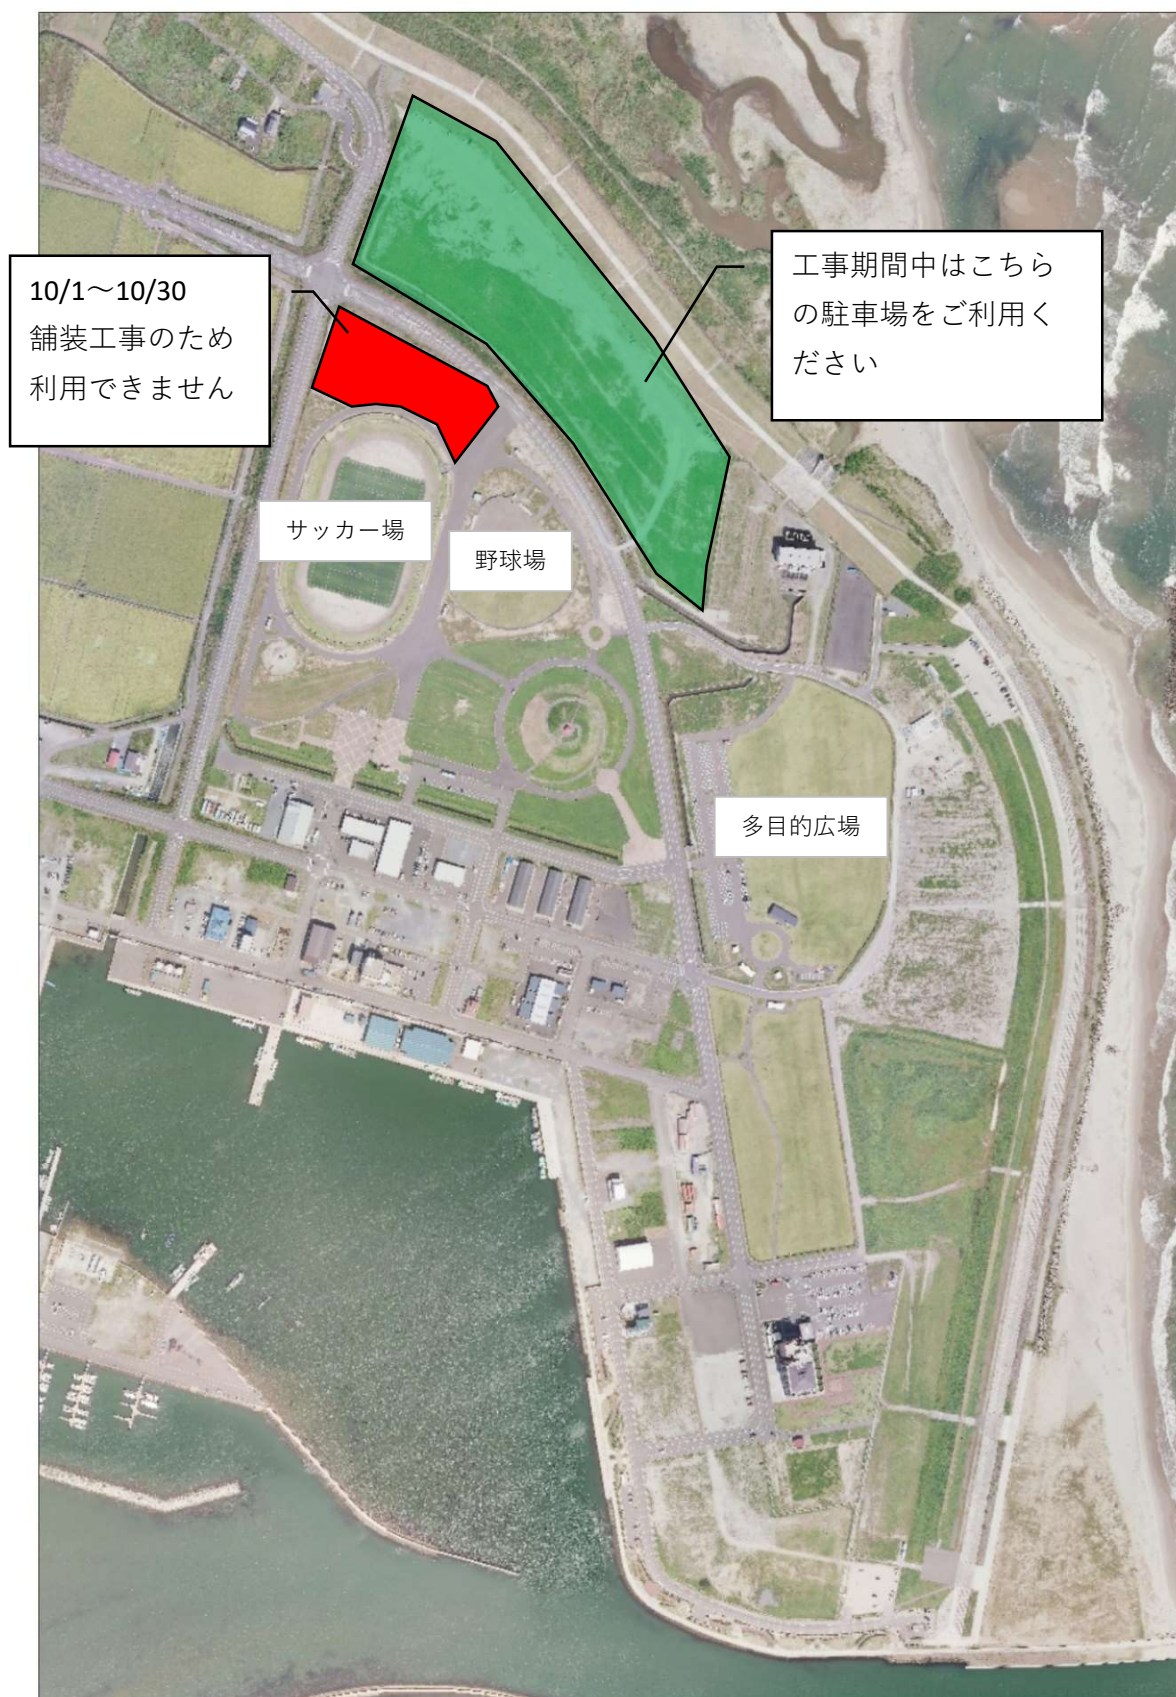 10/1～10/30
舗装工事のため
利用できません
工事期間中はこちら
の駐車場をご利用く
ださい
サッカー場
野球場
多目的広場